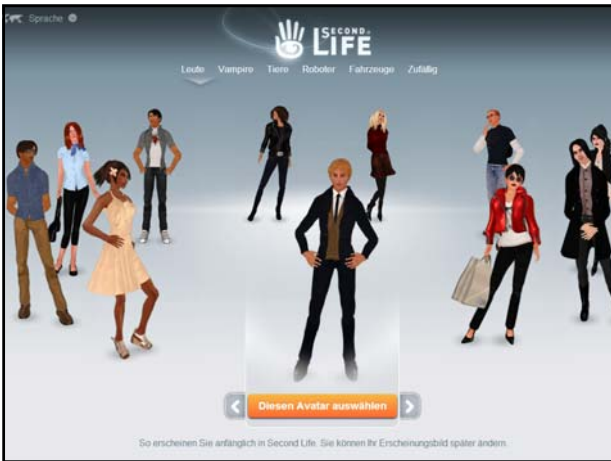 Sprache
SECOND
LIFE
Leute Vampire Tiere Roboter Fahrzeuge Zufällig
Diesen Avatar auswählen
So erscheinen Sie anfänglich in Second Life. Sie können Ihr Erscheinungsbild später ändern.